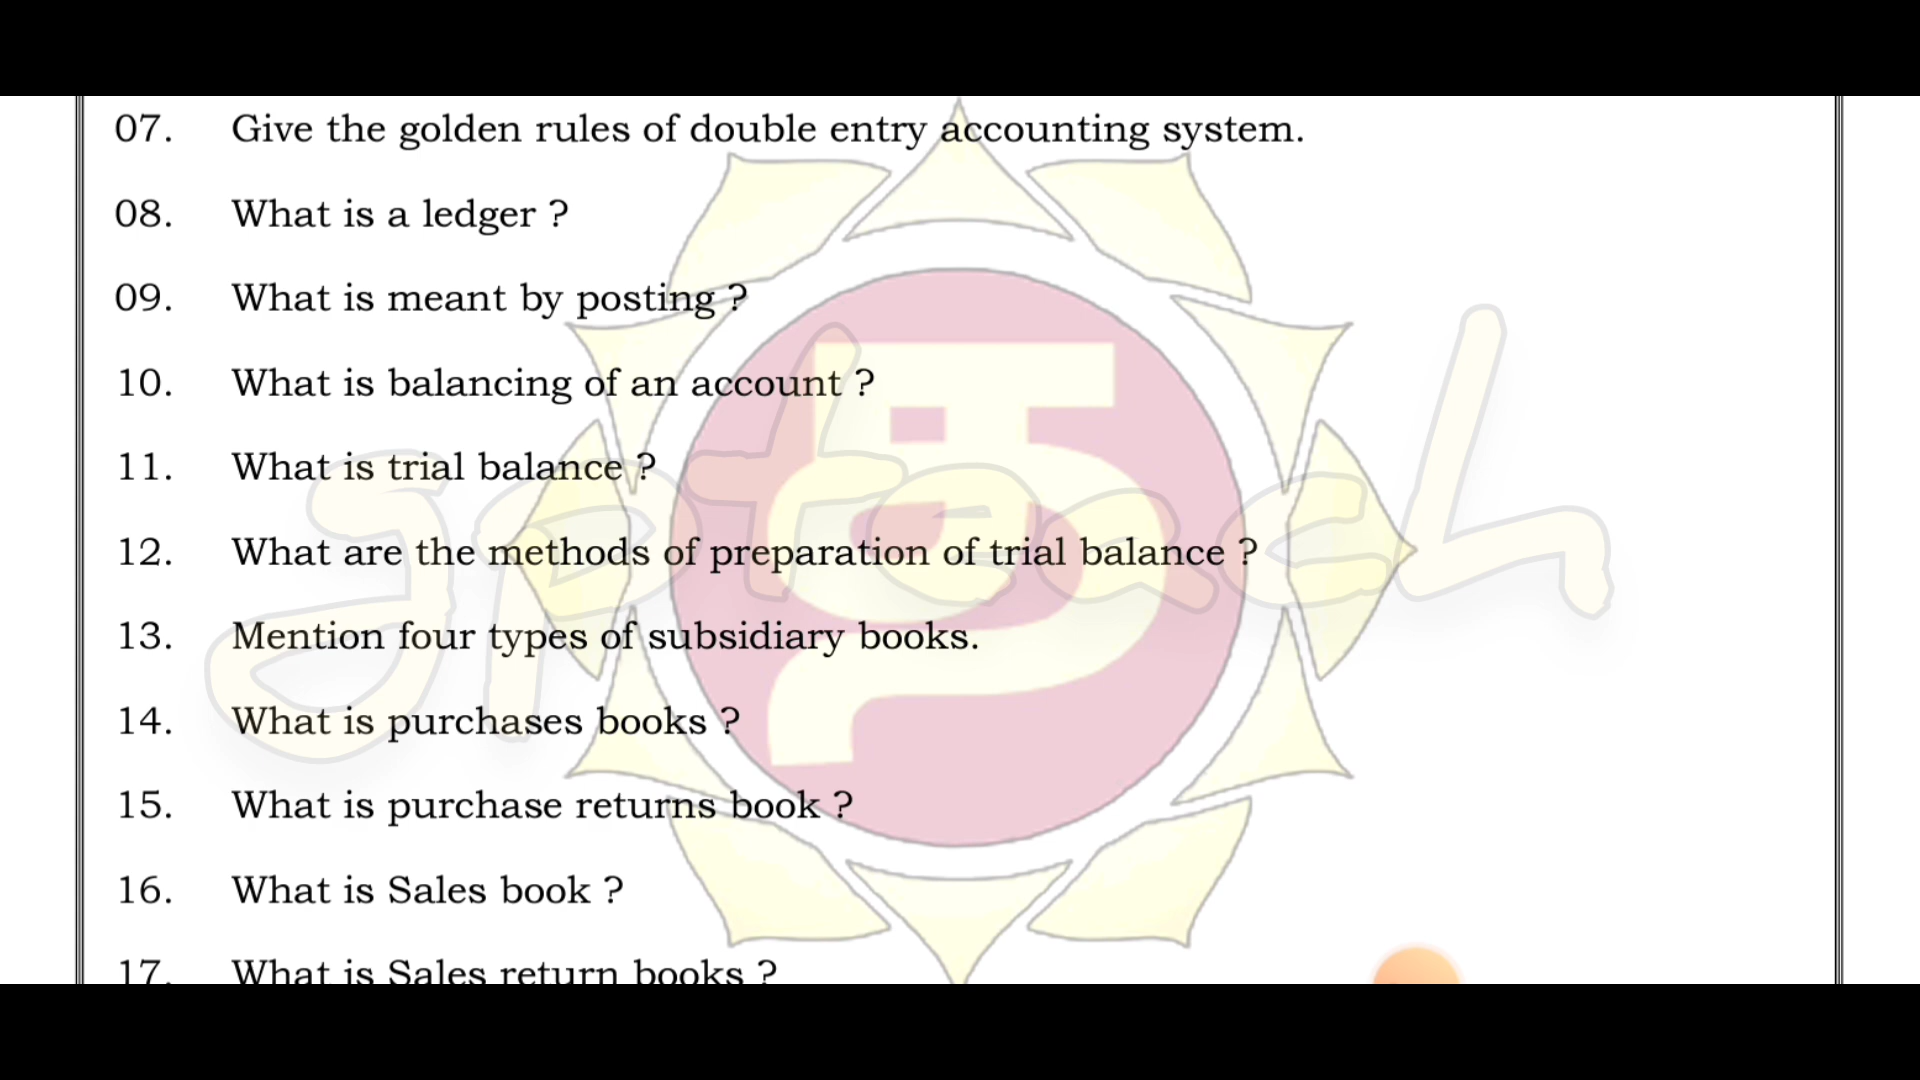 07. Give the golden rules of double entry accounting system.
08. What is a ledger ?
09. What is meant by posting ?
10. What is balancing of an account ?
11. What is trial balance ?
12. What are the methods of preparation of trial balance ?
13. Mention four types of subsidiary books.
14. What is purchases books ?
15. What is purchase returns book ?
16. What is Sales book ?
17. What is Sales return books ?